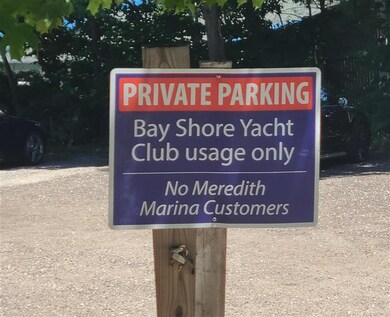 PRIVATE PARKING
Bay Shore Yacht
Club usage only
No Meredith
Marina Customers